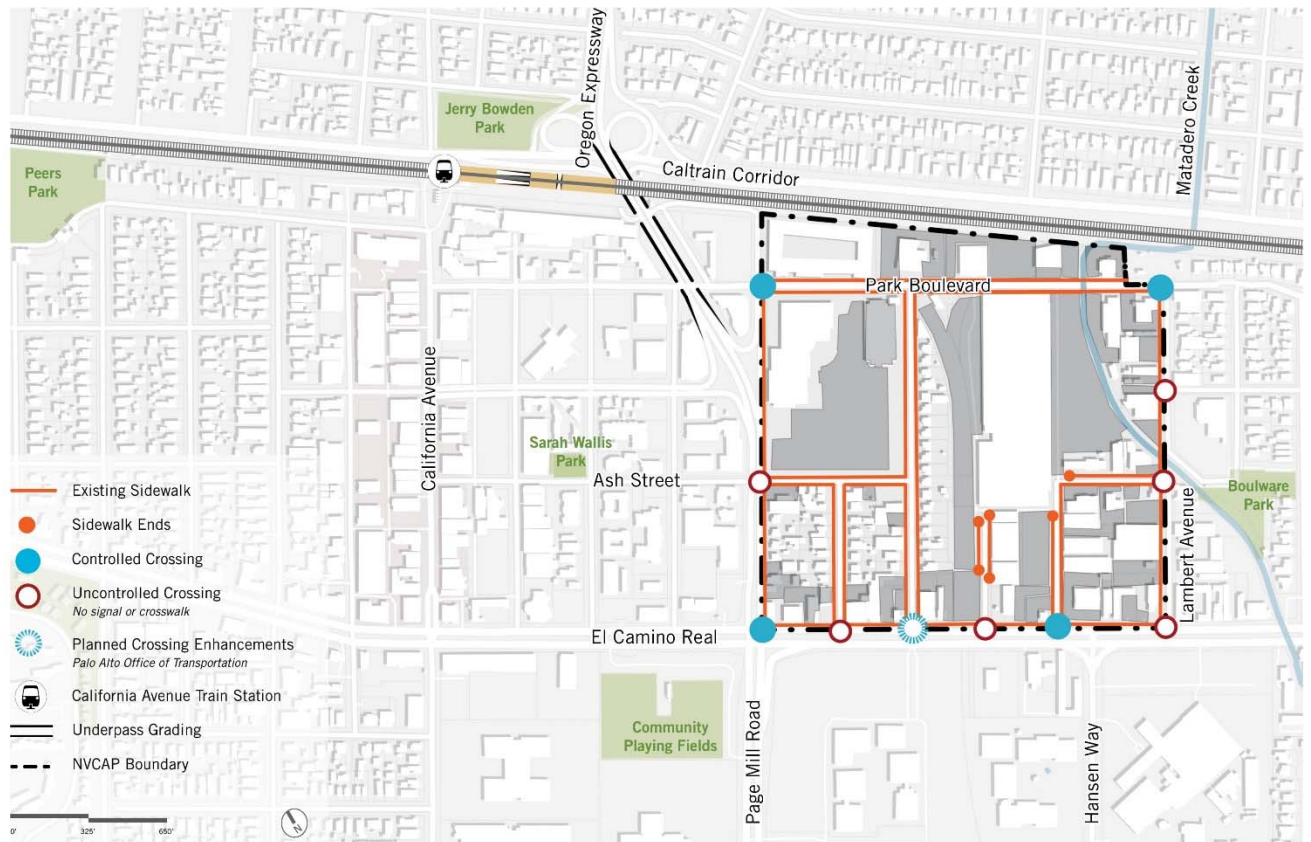 Oregon Expressway
Jerry Bowden
Park
Matadero Creek
Caltrain Corridor
Peers
Park
Park Boulevard
California Avenue
Sarah Wallis
Park
Ash Street
Boulware
Park
Lambert Avenue
El Camino Real
Community
Playing Fields
Page Mill Road
Hansen Way
Existing Sidewalk
Sidewalk Ends
Controlled Crossing
Uncontrolled Crossing
No signal or crosswalk
Planned Crossing Enhancements
Palo Alto Office of Transportation
California Avenue Train Station
Underpass Grading
NVCAP Boundary
0' 325' 650'
N